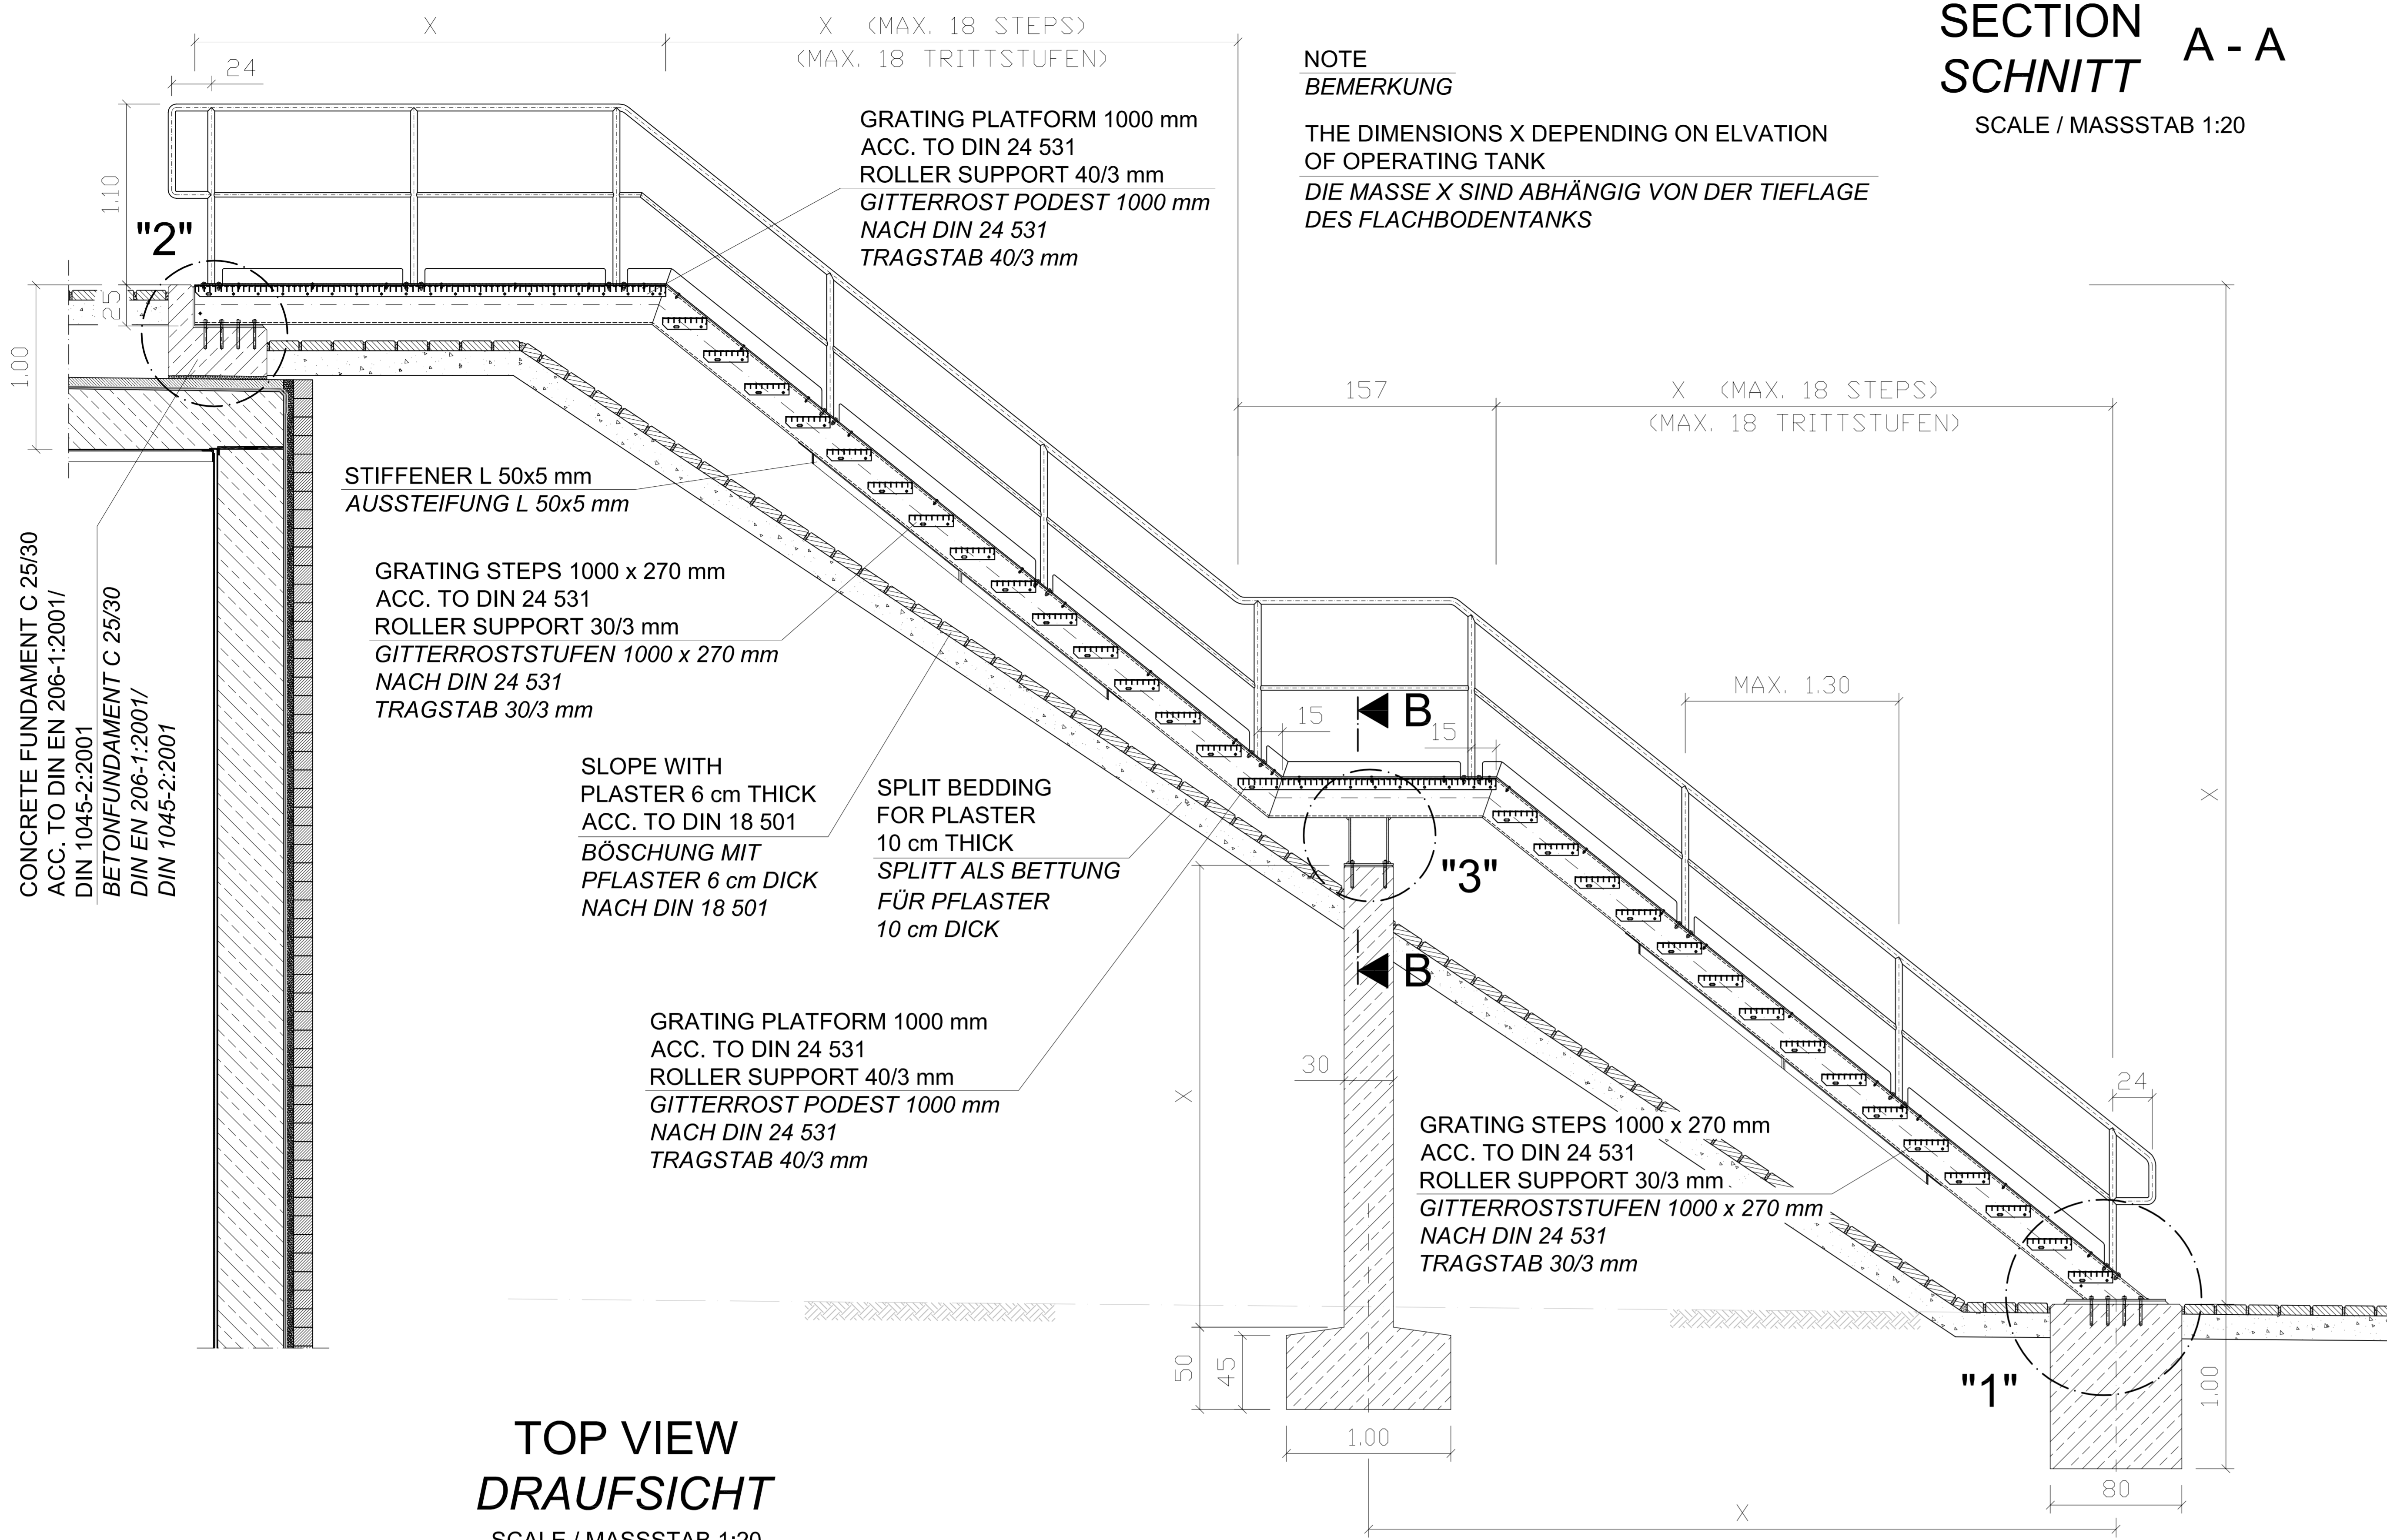 SECTION
SCHNITT
A - A
SCALE / MASSSTAB 1:20
X
X (MAX. 18 STEPS)
(MAX. 18 TRITTSTUFEN)
24
NOTE
BEMERKUNG
THE DIMENSIONS X DEPENDING ON ELVATION
OF OPERATING TANK
DIE MASSE X SIND ABHÄNGIG VON DER TIEFLAGE
DES FLACHBODENTANKS
GRATING PLATFORM 1000 mm
ACC. TO DIN 24 531
ROLLER SUPPORT 40/3 mm
GITTERROST PODEST 1000 mm
NACH DIN 24 531
TRAGSTAB 40/3 mm
1.10
"2"
25
1.00
157
X (MAX. 18 STEPS)
(MAX. 18 TRITTSTUFEN)
STIFFENER L 50x5 mm
AUSSTEIFUNG L 50x5 mm
CONCRETE FUNDAMENT C 25/30
ACC. TO DIN EN 206-1:2001/
DIN 1045-2:2001
BETONFUNDAMENT C 25/30
DIN EN 206-1:2001/
DIN 1045-2:2001
GRATING STEPS 1000 x 270 mm
ACC. TO DIN 24 531
ROLLER SUPPORT 30/3 mm
GITTERROSTSTUFEN 1000 x 270 mm
NACH DIN 24 531
TRAGSTAB 30/3 mm
MAX. 1.30
15
B
15
X
SLOPE WITH
PLASTER 6 cm THICK
ACC. TO DIN 18 501
BÖSCHUNG MIT
PFLASTER 6 cm DICK
NACH DIN 18 501
SPLIT BEDDING
FOR PLASTER
10 cm THICK
SPLITT ALS BETTUNG
FÜR PFLASTER
10 cm DICK
"3"
B
GRATING PLATFORM 1000 mm
ACC. TO DIN 24 531
ROLLER SUPPORT 40/3 mm
GITTERROST PODEST 1000 mm
NACH DIN 24 531
TRAGSTAB 40/3 mm
30
X
24
GRATING STEPS 1000 x 270 mm
ACC. TO DIN 24 531
ROLLER SUPPORT 30/3 mm
GITTERROSTSTUFEN 1000 x 270 mm
NACH DIN 24 531
TRAGSTAB 30/3 mm
50
45
"1"
1.00
1.00
80
X
TOP VIEW
DRAUFSICHT
SCALE / MASSSTAB 1:20